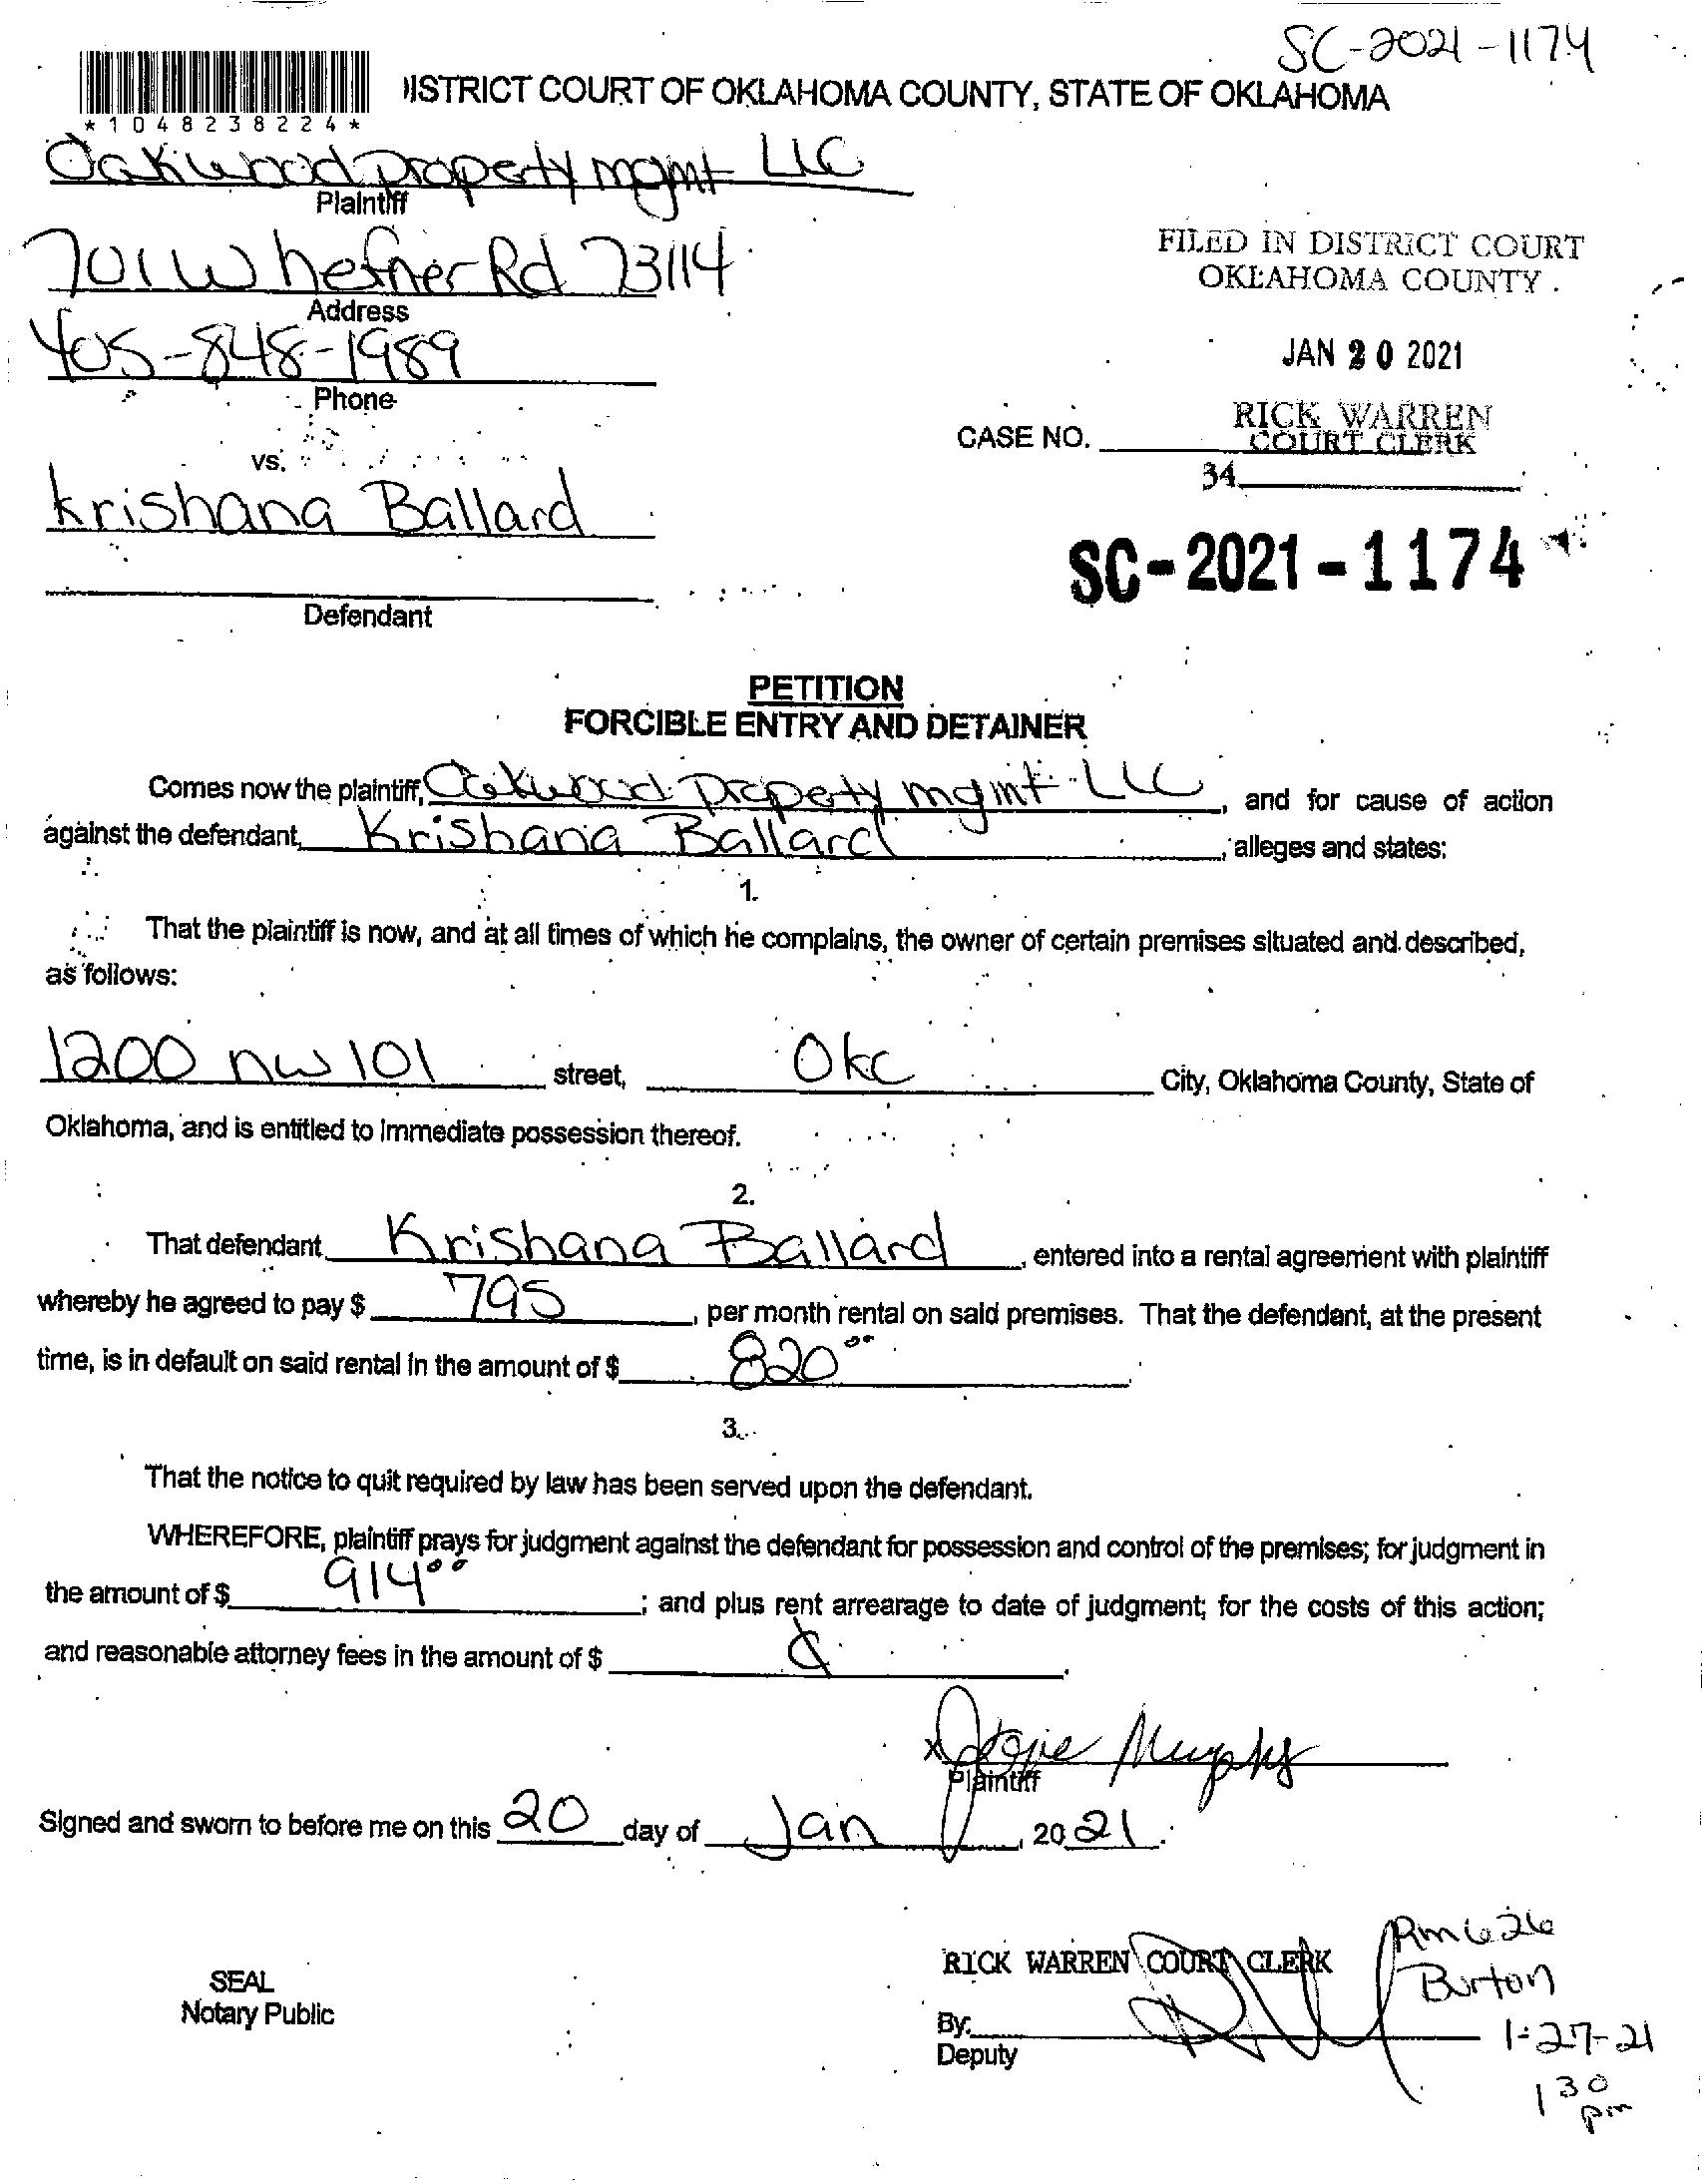 SC-2021-1174
ISTRICT COURT OF OKLAHOMA COUNTY, STATE OF OKLAHOMA
*1048238224*
Oakwood Property mgmt LLC
Plaintiff
701 W hefner Rd 73114
Address
405-848-1989
Phone
FILED IN DISTRICT COURT
OKLAHOMA COUNTY.
JAN 20 2021
RICK WARREN
COURT CLERK
34
CASE NO.
SC-2021-1174
vs.
Krishana Ballard
Defendant
PETITION
FORCIBLE ENTRY AND DETAINER
Comes now the plaintiff, Oakwood Property mgmt LLC, and for cause of action
against the defendant, Krishana Ballard, alleges and states:
1.
That the plaintiff is now, and at all times of which he complains, the owner of certain premises situated and described,
as follows:
1200 nw 101 street, Okc City, Oklahoma County, State of
Oklahoma, and is entitled to immediate possession thereof.
2.
That defendant Krishana Ballard, entered into a rental agreement with plaintiff
whereby he agreed to pay $ 795, per month rental on said premises. That the defendant, at the present
time, is in default on said rental in the amount of $ 820.00.
3.
That the notice to quit required by law has been served upon the defendant.
WHEREFORE, plaintiff prays for judgment against the defendant for possession and control of the premises; for judgment in
the amount of $ 914.00; and plus rent arrearage to date of judgment; for the costs of this action;
and reasonable attorney fees in the amount of $
Murphy
Plaintiff
Signed and sworn to before me on this 20 day of Jan, 2021.
SEAL
Notary Public
RICK WARREN COURT CLERK
By:
Deputy
Rm 626
Burton
1-27-21
1 30
pm